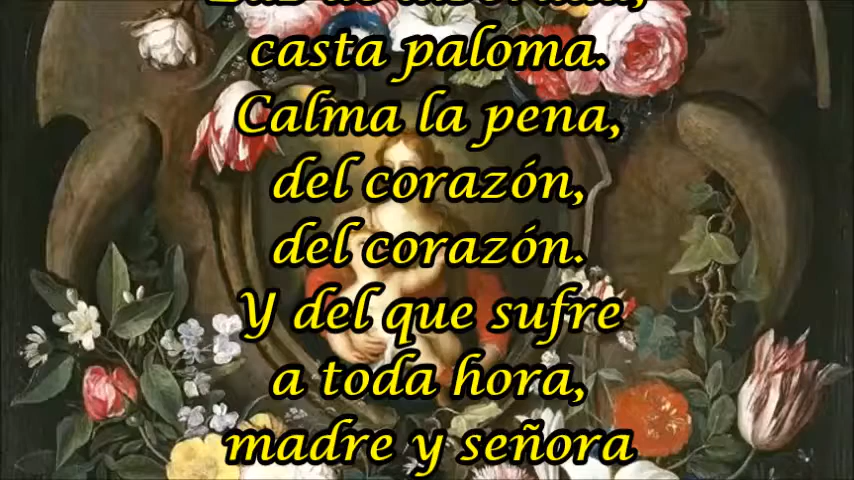 casta paloma.
Calma la pena,
del corazón,
del corazón.
Y del que sufre
a toda hora,
madre y señora